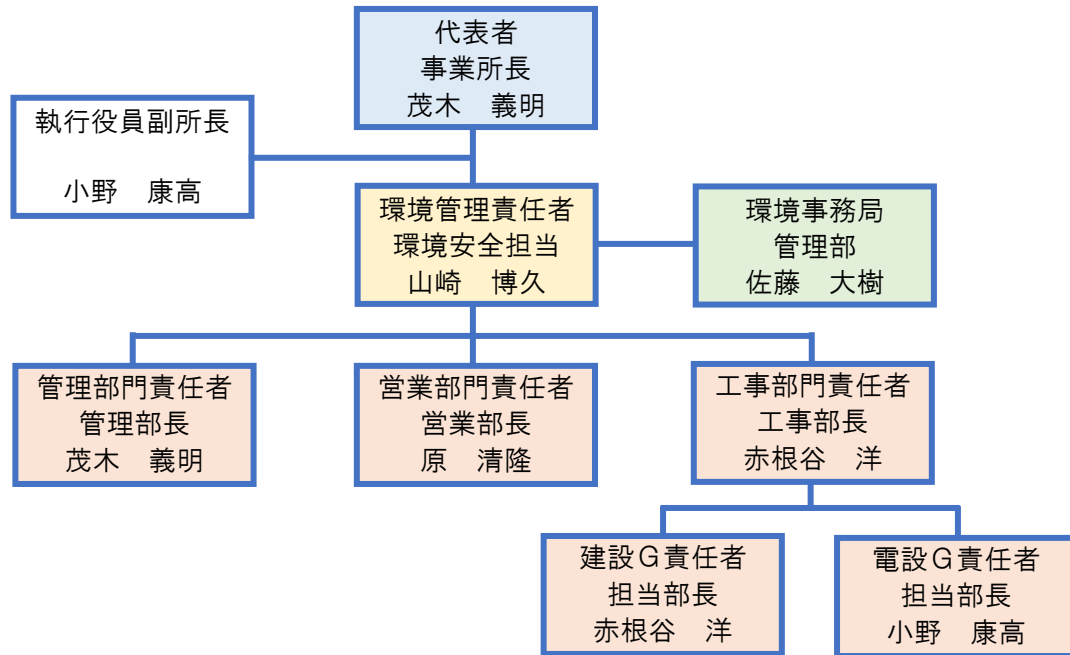 代表者
事業所長
茂木　義明
執行役員副所長
小野　康高
環境管理責任者
環境安全担当
山崎　博久
環境事務局
管理部
佐藤　大樹
管理部門責任者
管理部長
茂木　義明
営業部門責任者
営業部長
原　清隆
工事部門責任者
工事部長
赤根谷　洋
建設Ｇ責任者
担当部長
赤根谷　洋
電設Ｇ責任者
担当部長
小野　康高